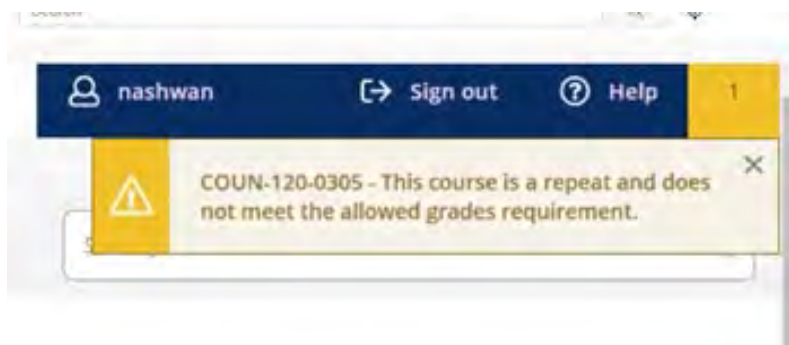 nashwan
Sign out
Help
1
COUN-120-0305 - This course is a repeat and does
not meet the allowed grades requirement.